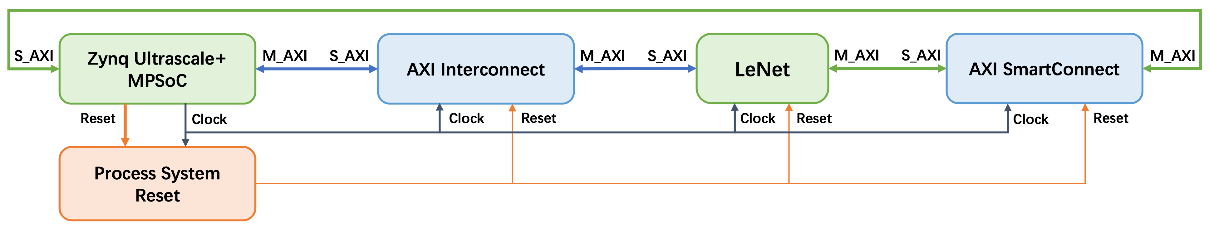 S_AXI
Zynq Ultrascale+
MPSoC
M_AXI
S_AXI
AXI Interconnect
M_AXI
S_AXI
LeNet
M_AXI
S_AXI
AXI SmartConnect
M_AXI
Reset
Clock
Clock
Reset
Clock
Reset
Clock
Reset
Process System
Reset